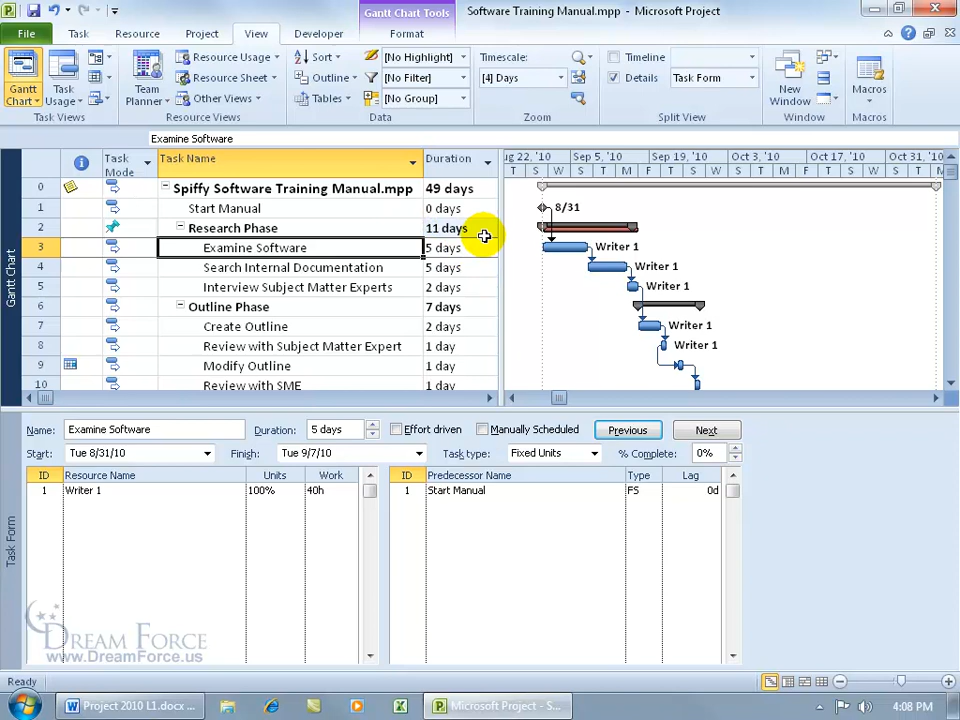 Gantt Chart Tools
Software Training Manual.mpp - Microsoft Project
File Task Resource Project View Developer Format
Gantt Chart
Task Usage
Task Views
Team Planner
Resource Usage
Resource Sheet
Other Views
Resource Views
Sort
Outline
Tables
[No Highlight]
[No Filter]
[No Group]
Data
Timescale:
[4] Days
Zoom
Timeline
Details
Task Form
Split View
New Window
Window
Macros
Macros
Examine Software
Task Mode Task Name Duration
ug 22, '10 Sep 5, '10 Sep 19, '10 Oct 3, '10 Oct 17, '10 Oct 31, '10
T S W S T M F T S W S T M F T S
0 Spiffy Software Training Manual.mpp 49 days
1 Start Manual 0 days 8/31
2 Research Phase 11 days
3 Examine Software 5 days Writer 1
4 Search Internal Documentation 5 days Writer 1
5 Interview Subject Matter Experts 2 days Writer 1
6 Outline Phase 7 days
7 Create Outline 2 days Writer 1
8 Review with Subject Matter Expert 1 day Writer 1
9 Modify Outline 1 day
10 Review with SME 1 day
Gantt Chart
Name: Examine Software Duration: 5 days Effort driven Manually Scheduled Previous Next
Start: Tue 8/31/10 Finish: Tue 9/7/10 Task type: Fixed Units % Complete: 0%
ID Resource Name Units Work ID Predecessor Name Type Lag
1 Writer 1 100% 40h 1 Start Manual FS 0d
Task Form
DREAM FORCE
www.DreamForce.us
Ready
Project 2010 L1.docx ... Microsoft Project - S... 4:08 PM